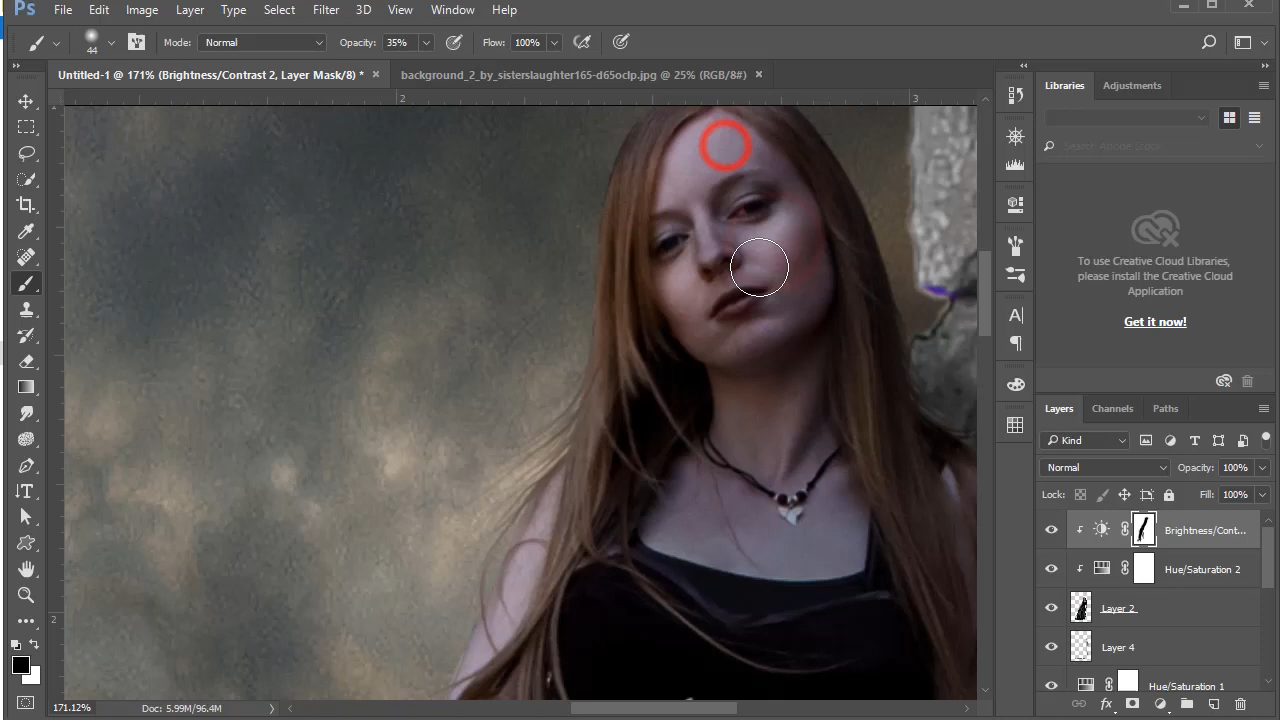 Ps File Edit Image Layer Type Select Filter 3D View Window Help
44 Mode: Normal Opacity: 35% Flow: 100%
Untitled-1 @ 171% (Brightness/Contrast 2, Layer Mask/8) * × background_2_by_sisterslaughter165-d65oclp.jpg @ 25% (RGB/8#) ×
2 3
2
Libraries Adjustments
Search Adobe Stock
To use Creative Cloud Libraries,
please install the Creative Cloud
Application
Get it now!
Layers Channels Paths
Kind
Normal Opacity: 100%
Lock: Fill: 100%
Brightness/Cont...
Hue/Saturation 2
Layer 2
Layer 4
Hue/Saturation 1
171.12% Doc: 5.99M/96.4M